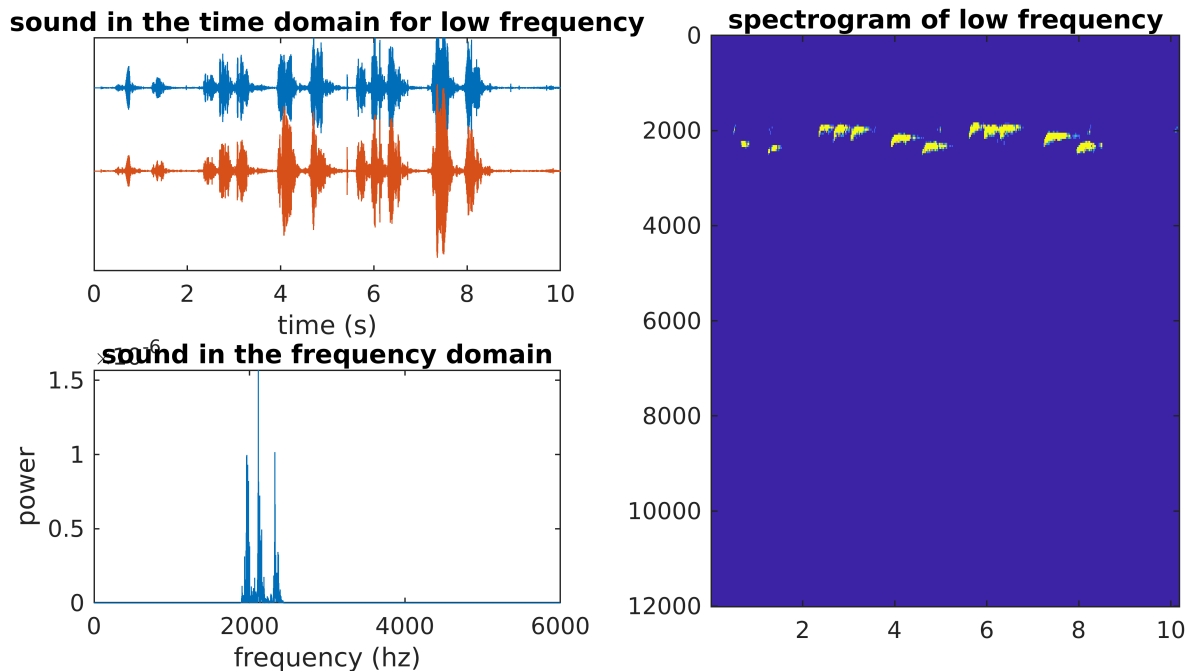 sound in the time domain for low frequency
0 2 4 6 8 10
time (s)
×10-6
sound in the frequency domain
1.5
1
0.5
0
power
0 2000 4000 6000
frequency (hz)
spectrogram of low frequency
0
2000
4000
6000
8000
10000
12000
2 4 6 8 10